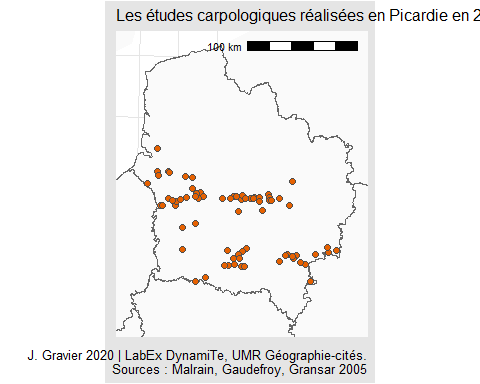 Les études carpologiques réalisées en Picardie en 2
100 km
J. Gravier 2020 | LabEx DynamiTe, UMR Géographie-cités.
Sources : Malrain, Gaudefroy, Gransar 2005